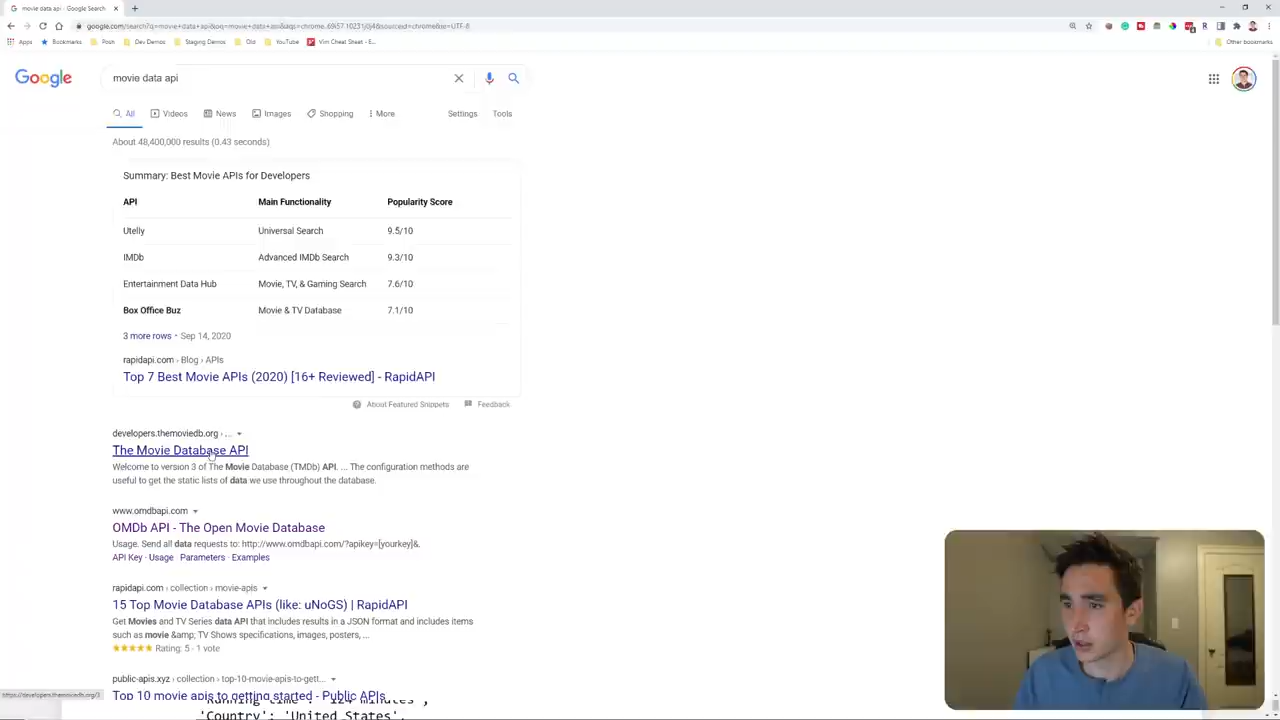 movie data api - Google Search
google.com/search?q=movie+data+api&oq=movie+data+api&aqs=chrome..69i57.1023j0j4&sourceid=chrome&ie=UTF-8
Apps Bookmarks Posh Dev Demos Staging Demos Old YouTube Vim Cheat Sheet - E... Other bookmarks
Google movie data api
All Videos News Images Shopping More Settings Tools
About 48,400,000 results (0.43 seconds)
Summary: Best Movie APIs for Developers
API Main Functionality Popularity Score
Utelly Universal Search 9.5/10
IMDb Advanced IMDb Search 9.3/10
Entertainment Data Hub Movie, TV, & Gaming Search 7.6/10
Box Office Buz Movie & TV Database 7.1/10
3 more rows • Sep 14, 2020
rapidapi.com › Blog › APIs
Top 7 Best Movie APIs (2020) [16+ Reviewed] - RapidAPI
About Featured Snippets Feedback
developers.themoviedb.org › ...
The Movie Database API
Welcome to version 3 of The Movie Database (TMDb) API. ... The configuration methods are
useful to get the static lists of data we use throughout the database.
www.omdbapi.com
OMDb API - The Open Movie Database
Usage. Send all data requests to: http://www.omdbapi.com/?apikey=[yourkey]&.
API Key · Usage · Parameters · Examples
rapidapi.com › collection › movie-apis
15 Top Movie Database APIs (like: uNoGS) | RapidAPI
Get Movies and TV Series data API that includes results in a JSON format and includes items
such as movie &amp; TV Shows specifications, images, posters, ...
Rating: 5 - 1 vote
public-apis.xyz › collection › top-10-movie-apis-to-gett...
Top 10 movie apis to getting started - Public APIs
https://developers.themoviedb.org/3
'Running time': '124 minutes',
'Country': 'United States',